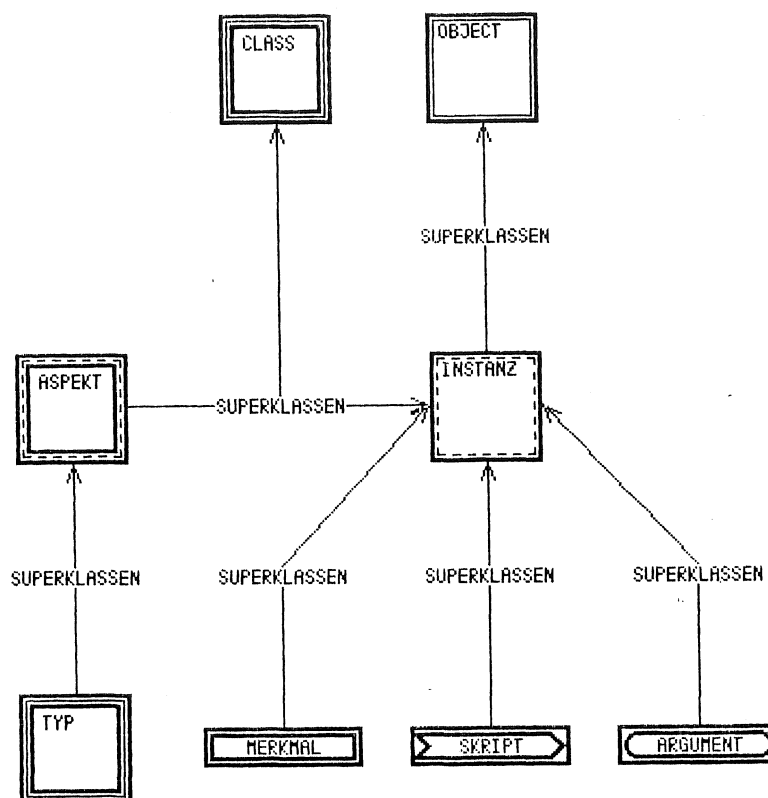 CLASS
OBJECT
SUPERKLASSEN
ASPEKT
SUPERKLASSEN
INSTANZ
SUPERKLASSEN
SUPERKLASSEN
SUPERKLASSEN
SUPERKLASSEN
TYP
MERKMAL
SKRIPT
ARGUMENT